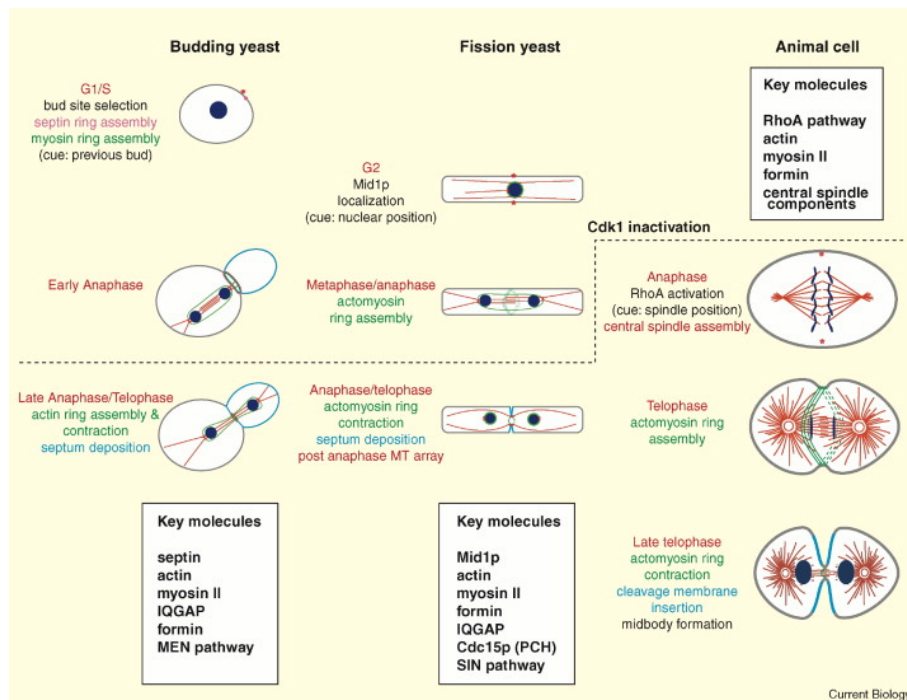 Budding yeast
G1/S
bud site selection
septin ring assembly
myosin ring assembly
(cue: previous bud)
Early Anaphase
Late Anaphase/Telophase
actin ring assembly &
contraction
septum deposition
Key molecules
septin
actin
myosin II
IQGAP
formin
MEN pathway
Fission yeast
G2
Mid1p
localization
(cue: nuclear position)
Metaphase/anaphase
actomyosin
ring assembly
Anaphase/telophase
actomyosin ring
contraction
septum deposition
post anaphase MT array
Key molecules
Mid1p
actin
myosin II
formin
IQGAP
Cdc15p (PCH)
SIN pathway
Animal cell
Key molecules
RhoA pathway
actin
myosin II
formin
central spindle
components
Cdk1 inactivation
Anaphase
RhoA activation
(cue: spindle position)
central spindle assembly
Telophase
actomyosin ring
assembly
Late telophase
actomyosin ring
contraction
cleavage membrane
insertion
midbody formation
Current Biology